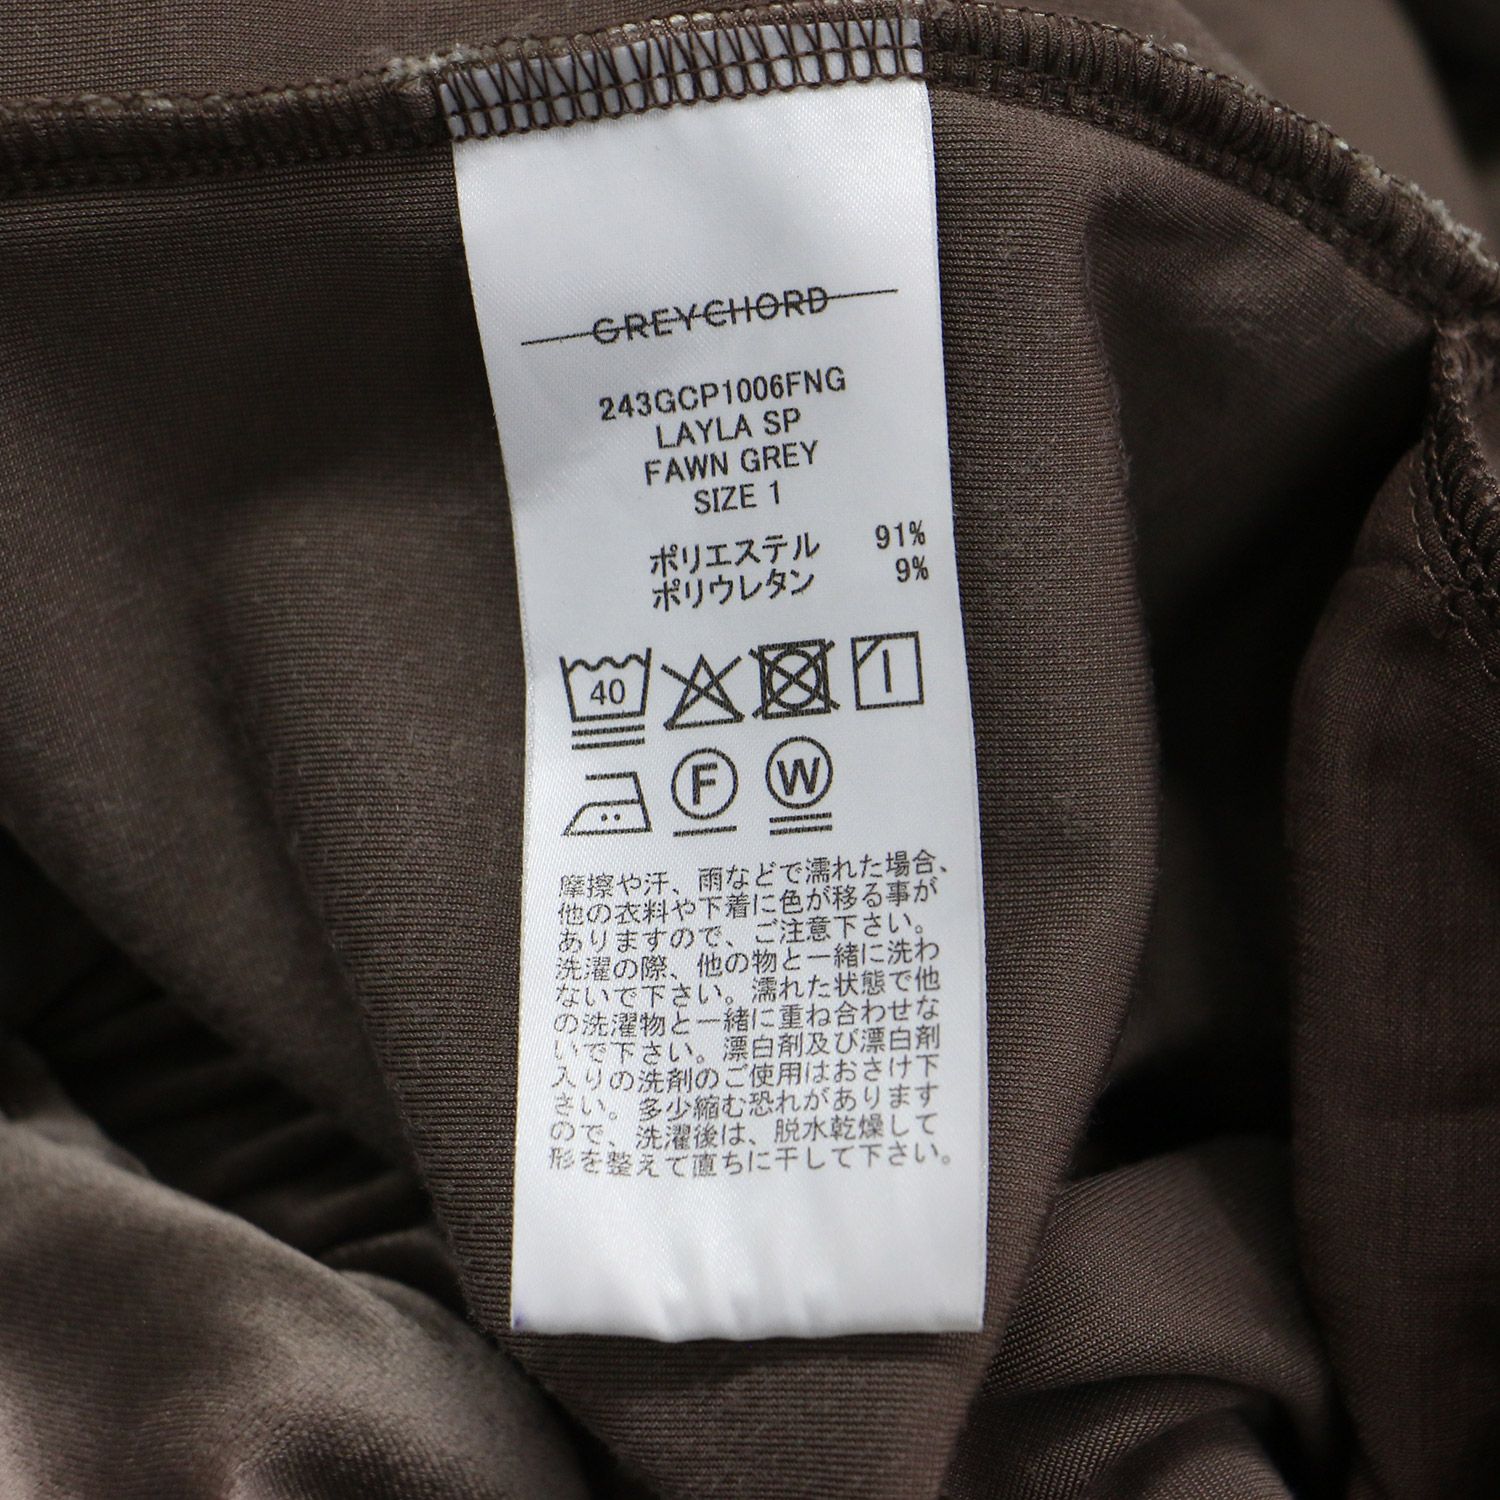 GREYCHORD
243GCP1006FNG
LAYLA SP
FAWN GREY
SIZE 1
ポリエステル 91%
ポリウレタン 9%
40
F W
摩擦や汗、雨などで濡れた場合、
他の衣料や下着に色が移る事が
ありますので、ご注意下さい。
洗濯の際、他の物と一緒に洗わ
ないで下さい。濡れた状態で他
の洗濯物と一緒に重ね合わせな
いで下さい。漂白剤及び漂白剤
入りの洗剤のご使用はおさけ下
さい。多少縮む恐れがあります
ので、洗濯後は、脱水乾燥して
形を整えて直ちに干して下さい。